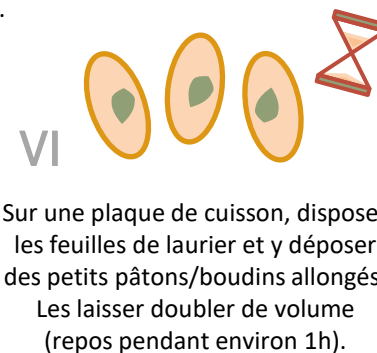 .
VI
Sur une plaque de cuisson, dispose
les feuilles de laurier et y déposer
des petits pâtons/boudins allongés
Les laisser doubler de volume
(repos pendant environ 1h).